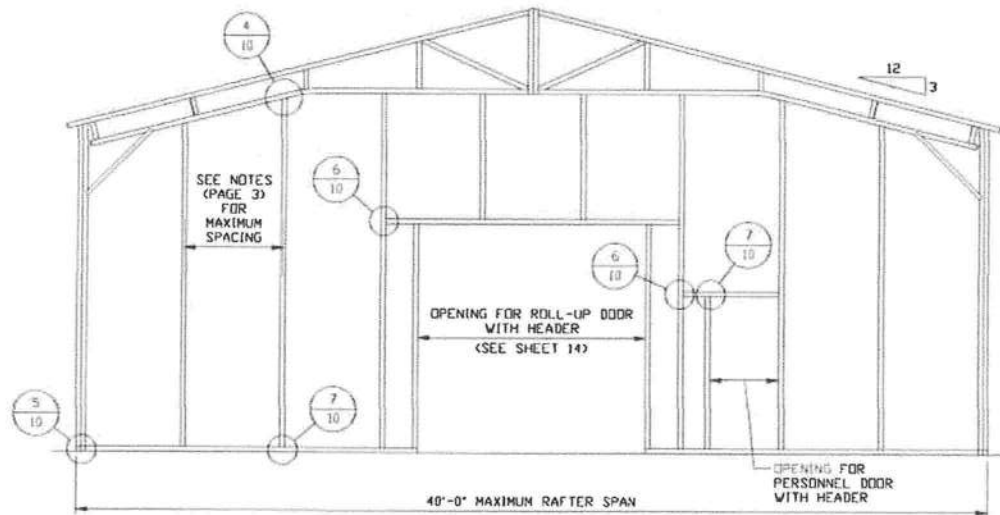 4
10
12
3
SEE NOTES
(PAGE 3)
FOR
MAXIMUM
SPACING
6
10
6
10
7
10
OPENING FOR ROLL-UP DOOR
WITH HEADER
(SEE SHEET 14)
5
10
7
10
OPENING FOR
PERSONNEL DOOR
WITH HEADER
40'-0" MAXIMUM RAFTER SPAN